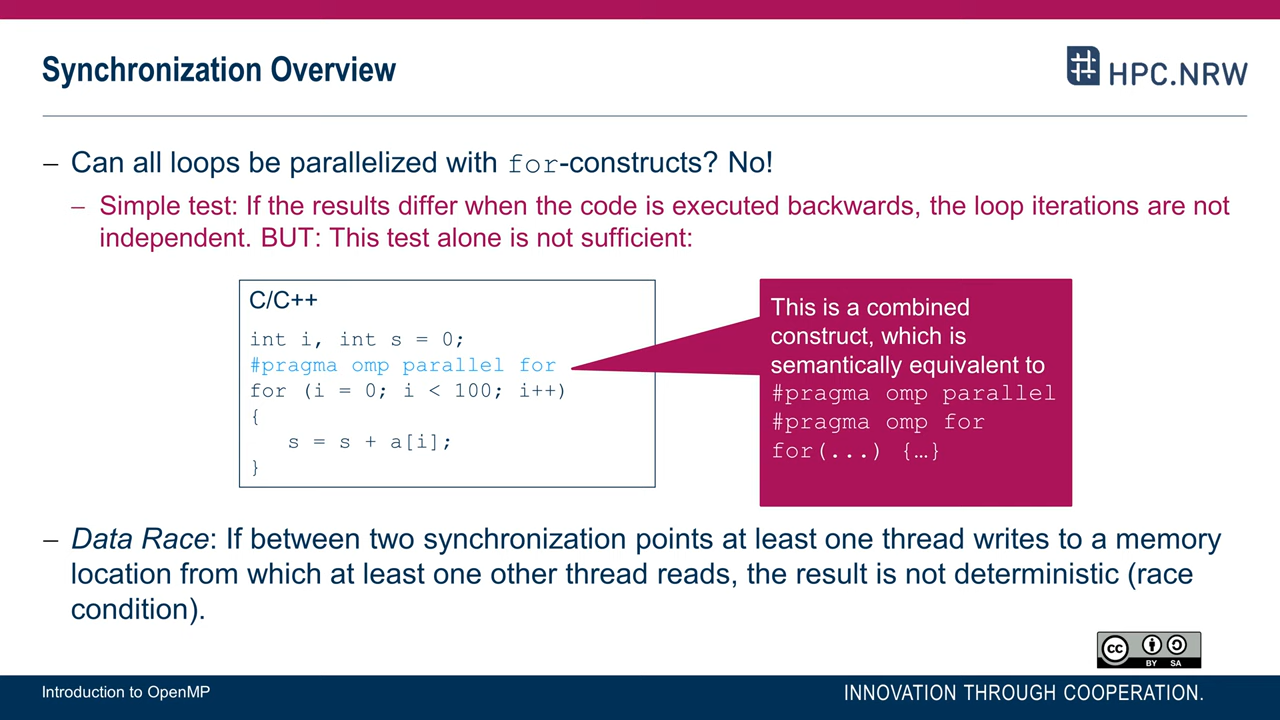 Synchronization Overview
HPC.NRW
– Can all loops be parallelized with for-constructs? No!
– Simple test: If the results differ when the code is executed backwards, the loop iterations are not
independent. BUT: This test alone is not sufficient:
C/C++
int i, int s = 0;
#pragma omp parallel for
for (i = 0; i < 100; i++)
{
   s = s + a[i];
}
This is a combined
construct, which is
semantically equivalent to
#pragma omp parallel
#pragma omp for
for(...) {…}
– Data Race: If between two synchronization points at least one thread writes to a memory
location from which at least one other thread reads, the result is not deterministic (race
condition).
cc BY SA
Introduction to OpenMP
INNOVATION THROUGH COOPERATION.